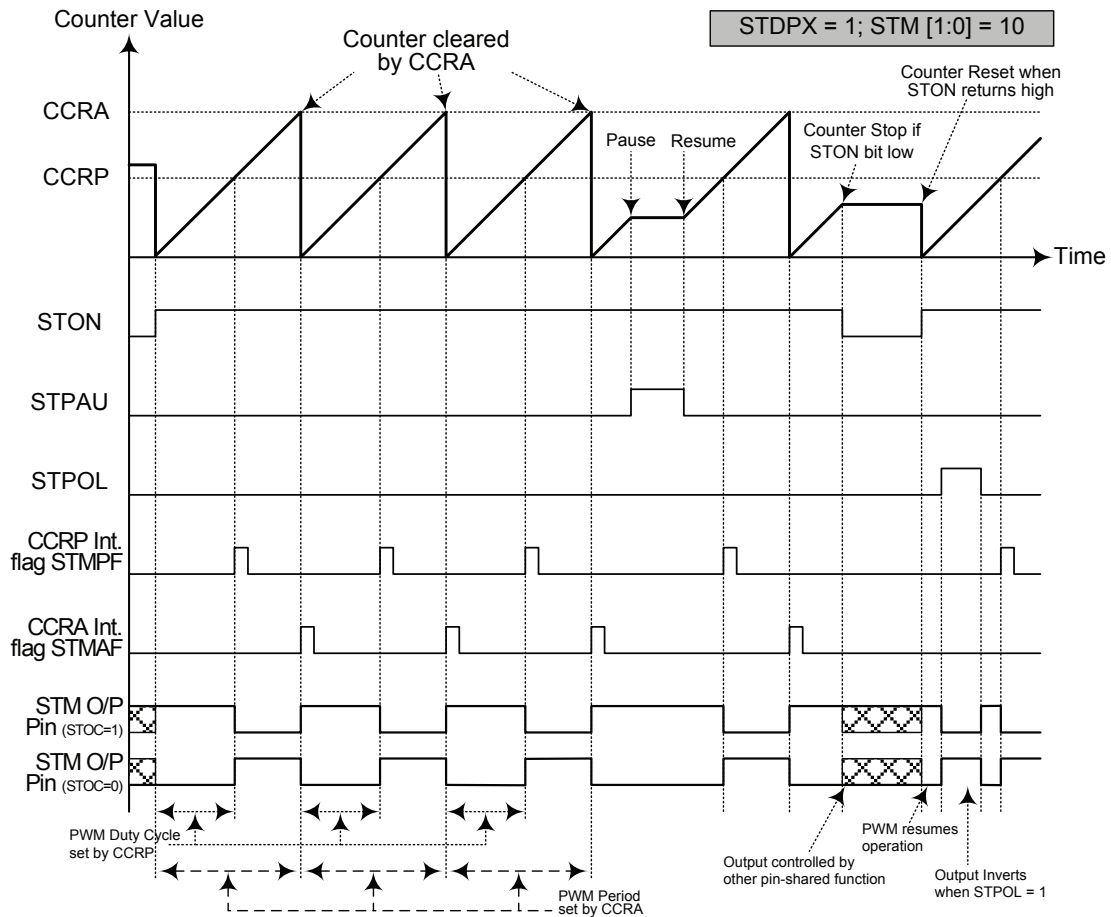 Counter Value
STDPX = 1; STM [1:0] = 10
Counter cleared
by CCRA
Counter Reset when
STON returns high
CCRA
Counter Stop if
STON bit low
Pause
Resume
CCRP
Time
STON
STPAU
STPOL
CCRP Int.
flag STMPF
CCRA Int.
flag STMAF
STM O/P
Pin (STOC=1)
STM O/P
Pin (STOC=0)
PWM Duty Cycle
set by CCRP
PWM resumes
operation
Output controlled by
other pin-shared function
Output Inverts
when STPOL = 1
PWM Period
set by CCRA